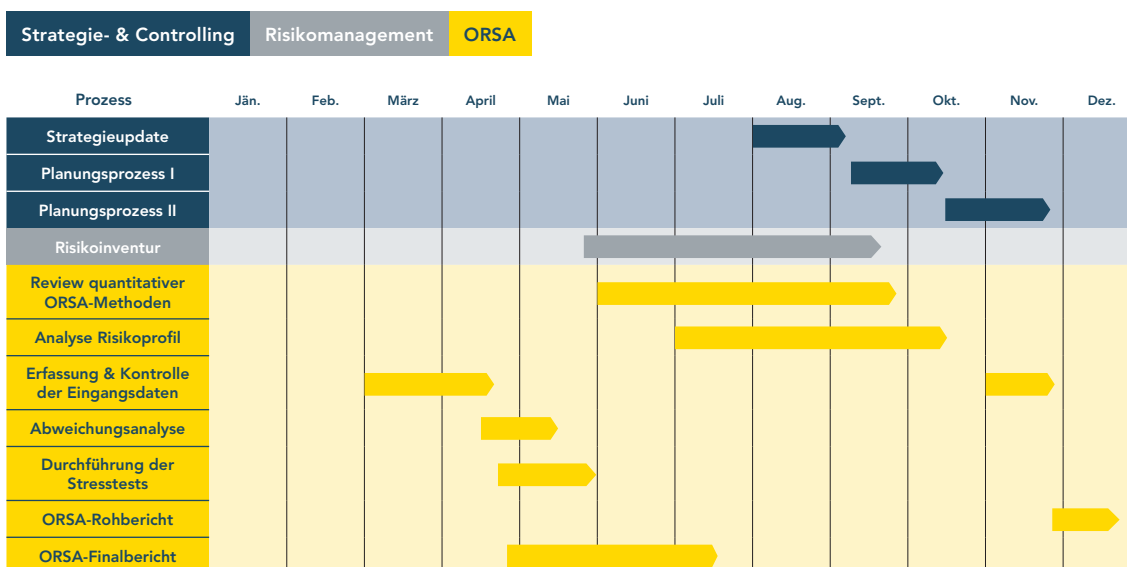 Strategie- & Controlling Risikomanagement ORSA
Prozess Jän. Feb. März April Mai Juni Juli Aug. Sept. Okt. Nov. Dez.
Strategieupdate
Planungsprozess I
Planungsprozess II
Risikoinventur
Review quantitativer
ORSA-Methoden
Analyse Risikoprofil
Erfassung & Kontrolle
der Eingangsdaten
Abweichungsanalyse
Durchführung der
Stresstests
ORSA-Rohbericht
ORSA-Finalbericht